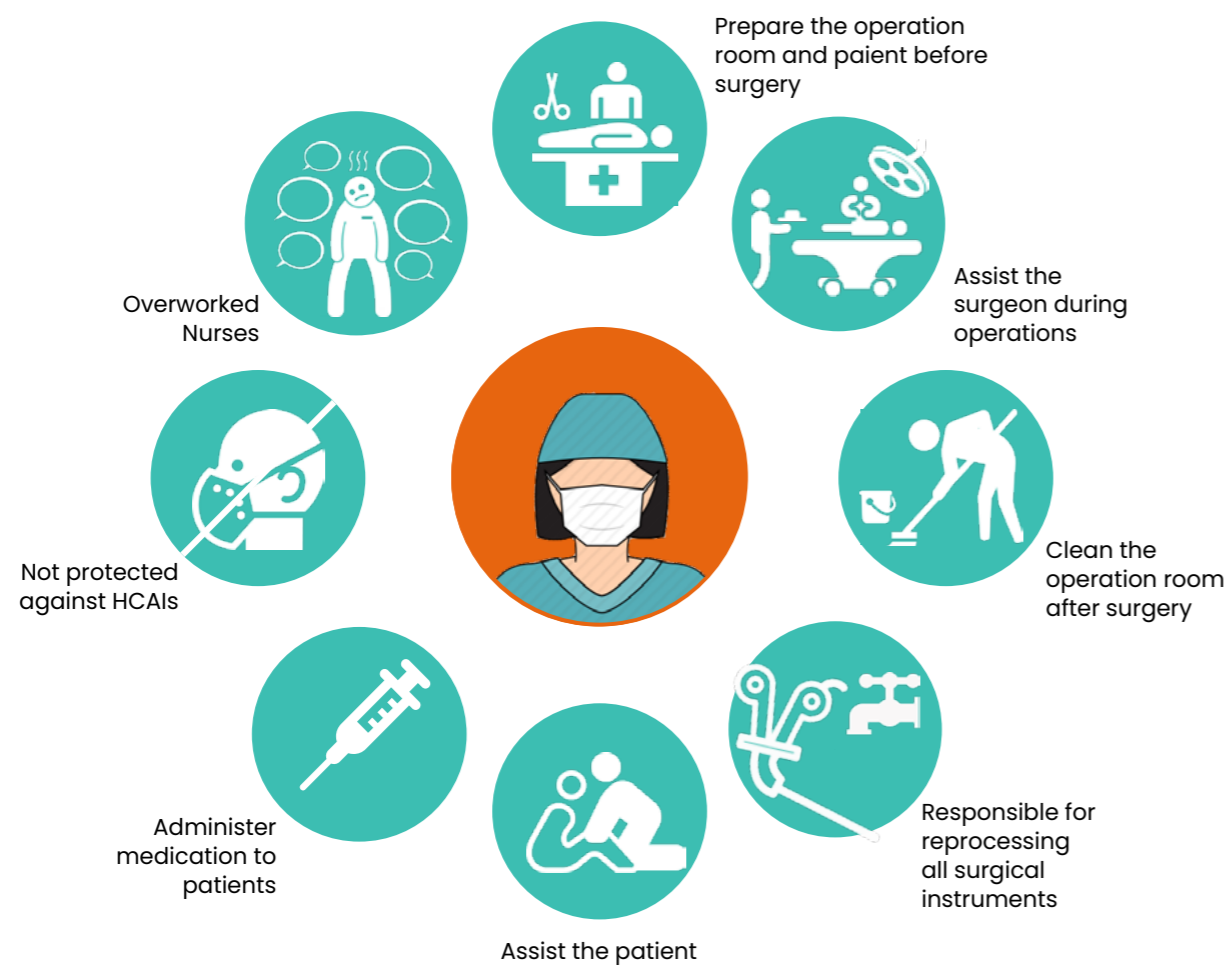 Prepare the operation
room and paient before
surgery
Assist the
surgeon during
operations
Clean the
operation room
after surgery
Responsible for
reprocessing
all surgical
instruments
Assist the patient
Administer
medication to
patients
Not protected
against HCAIs
Overworked
Nurses